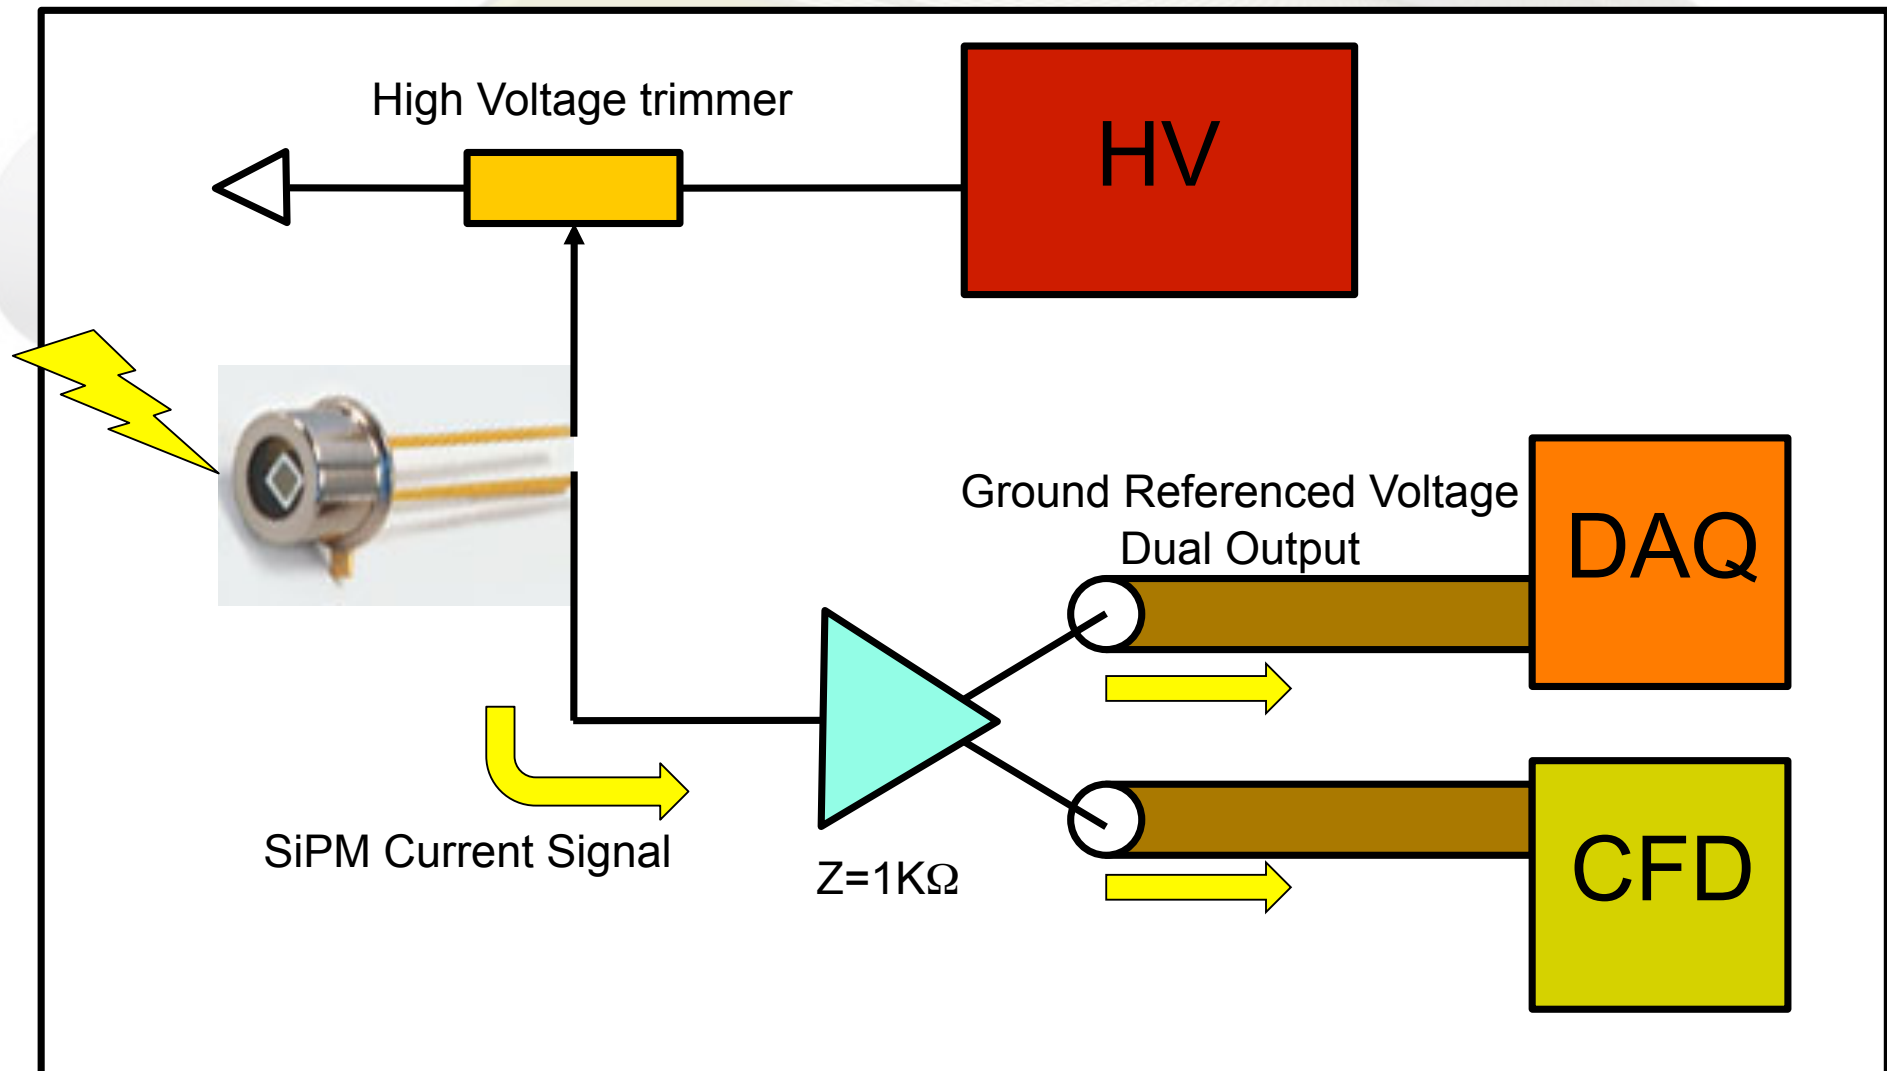 High Voltage trimmer
HV
Ground Referenced Voltage
Dual Output
DAQ
SiPM Current Signal
Z=1KΩ
CFD